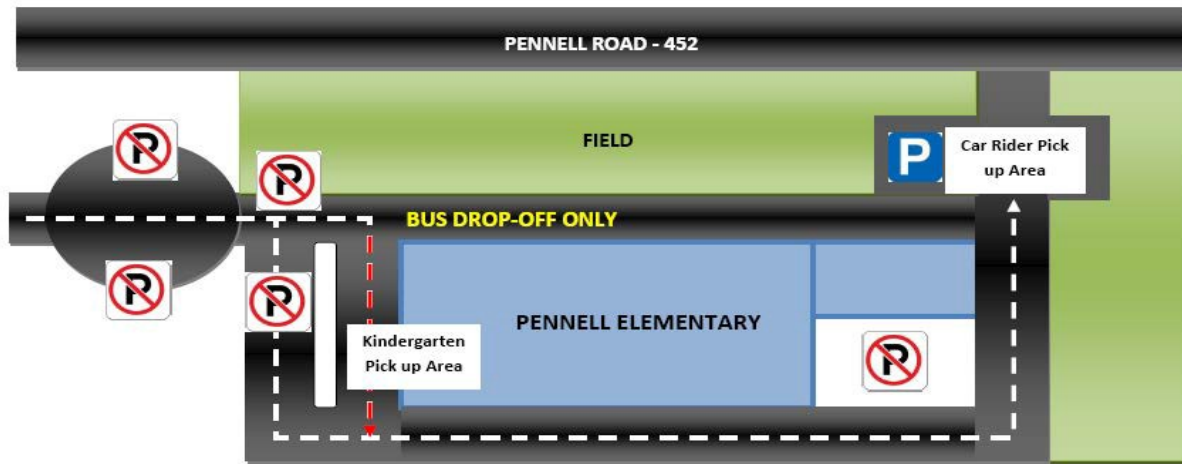 PENNELL ROAD - 452
P
P
FIELD
P
Car Rider Pick
up Area
BUS DROP-OFF ONLY
P
P
Kindergarten
Pick up Area
PENNELL ELEMENTARY
P